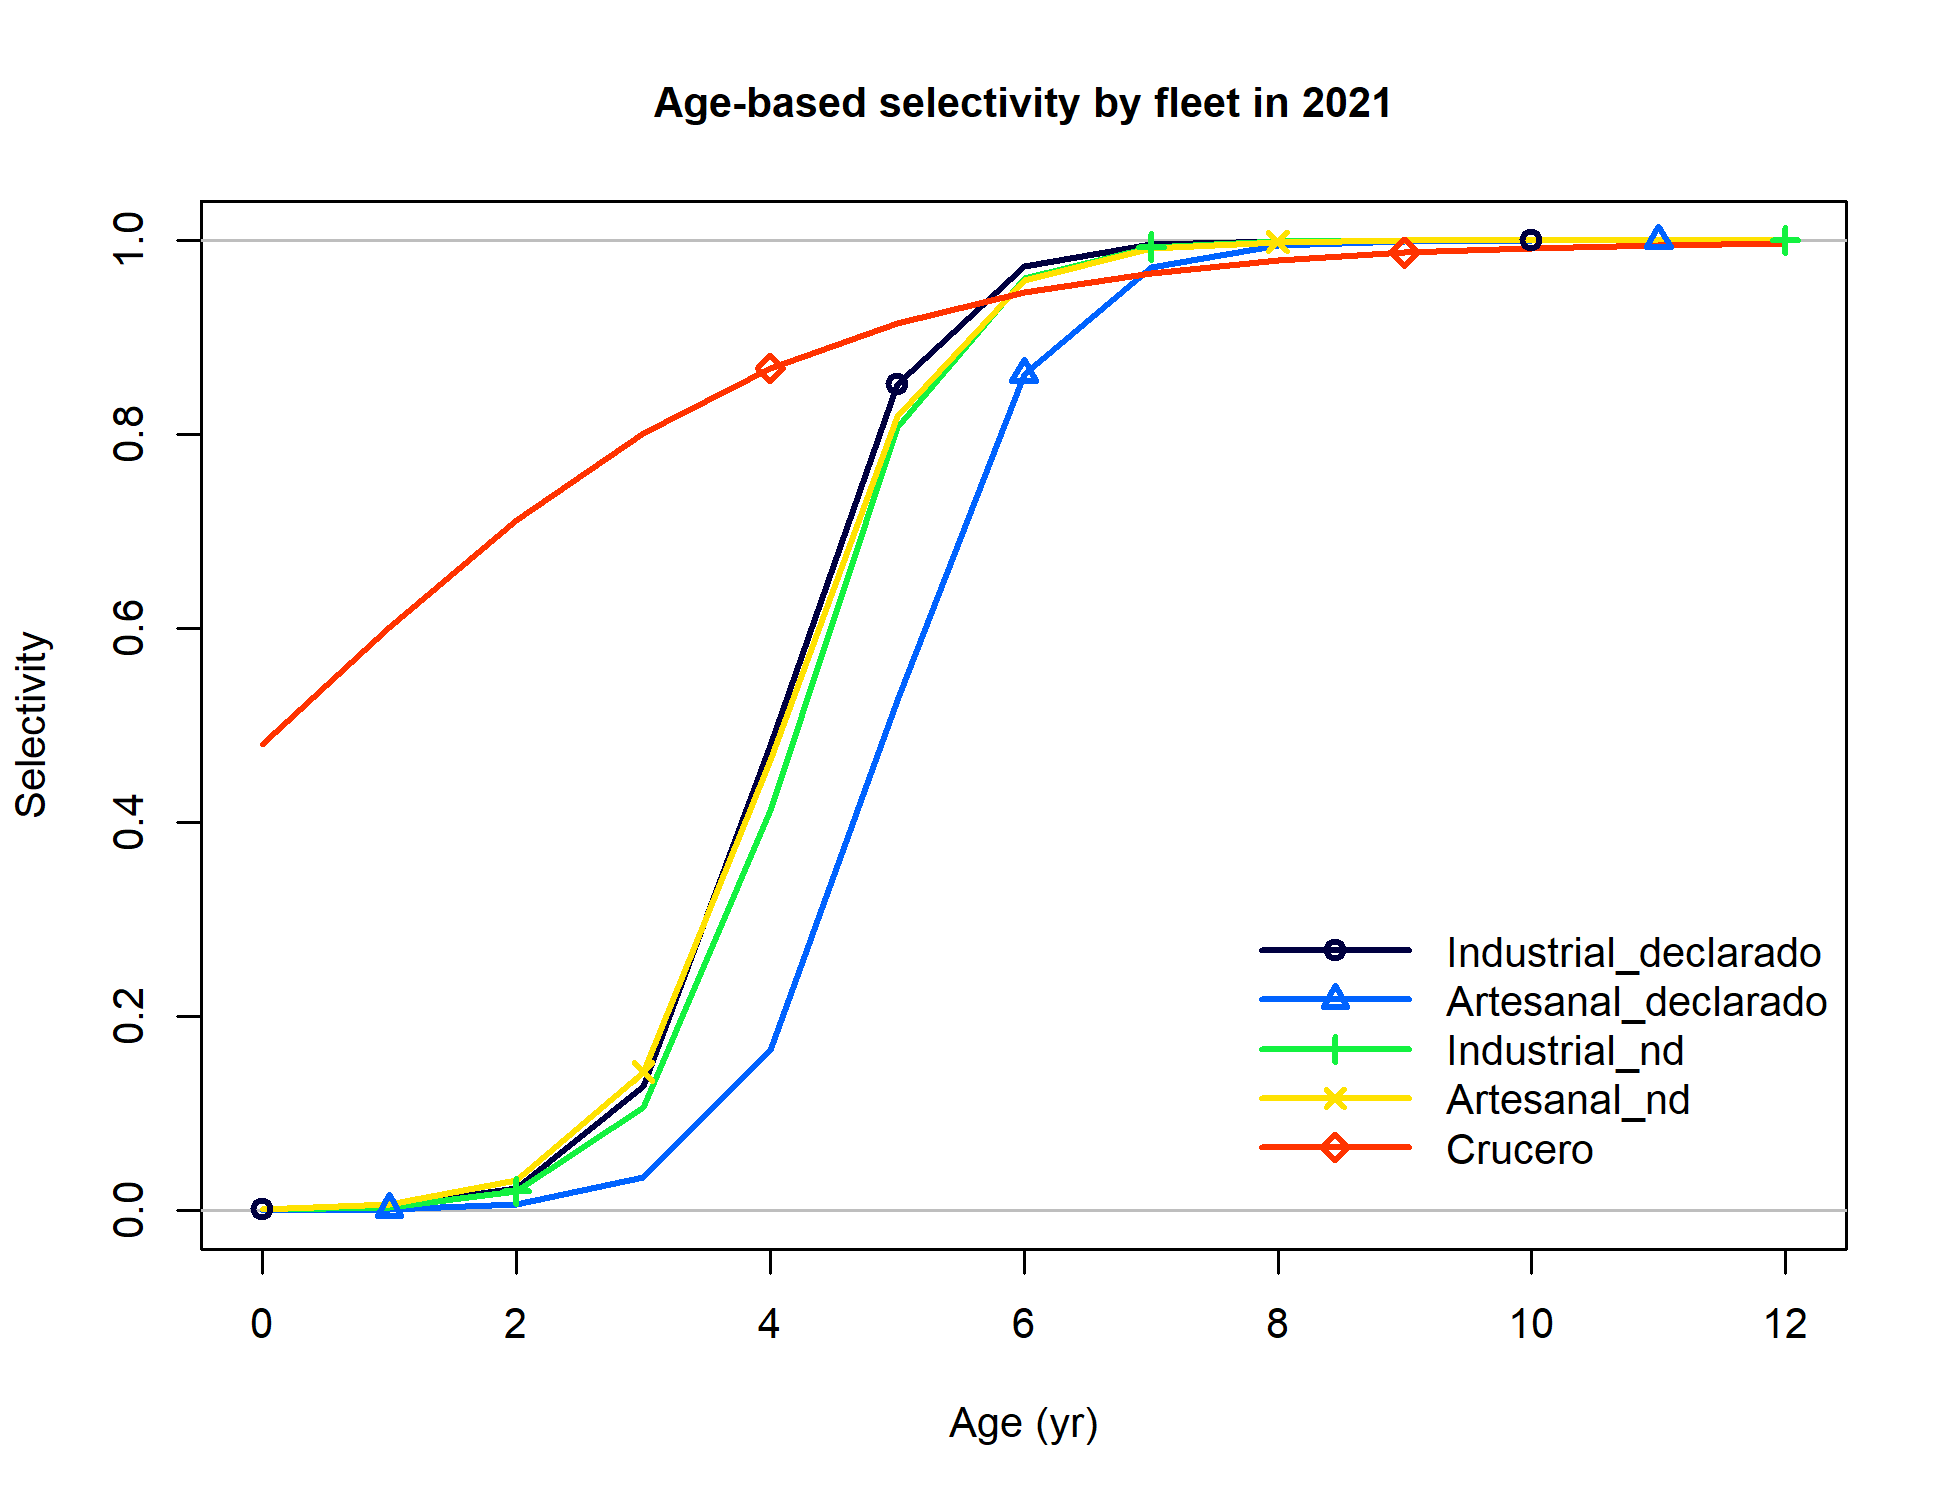 Age-based selectivity by fleet in 2021
Selectivity
1.0
0.8
0.6
0.4
0.2
0.0
0 2 4 6 8 10 12
Age (yr)
Industrial_declarado
Artesanal_declarado
Industrial_nd
Artesanal_nd
Crucero